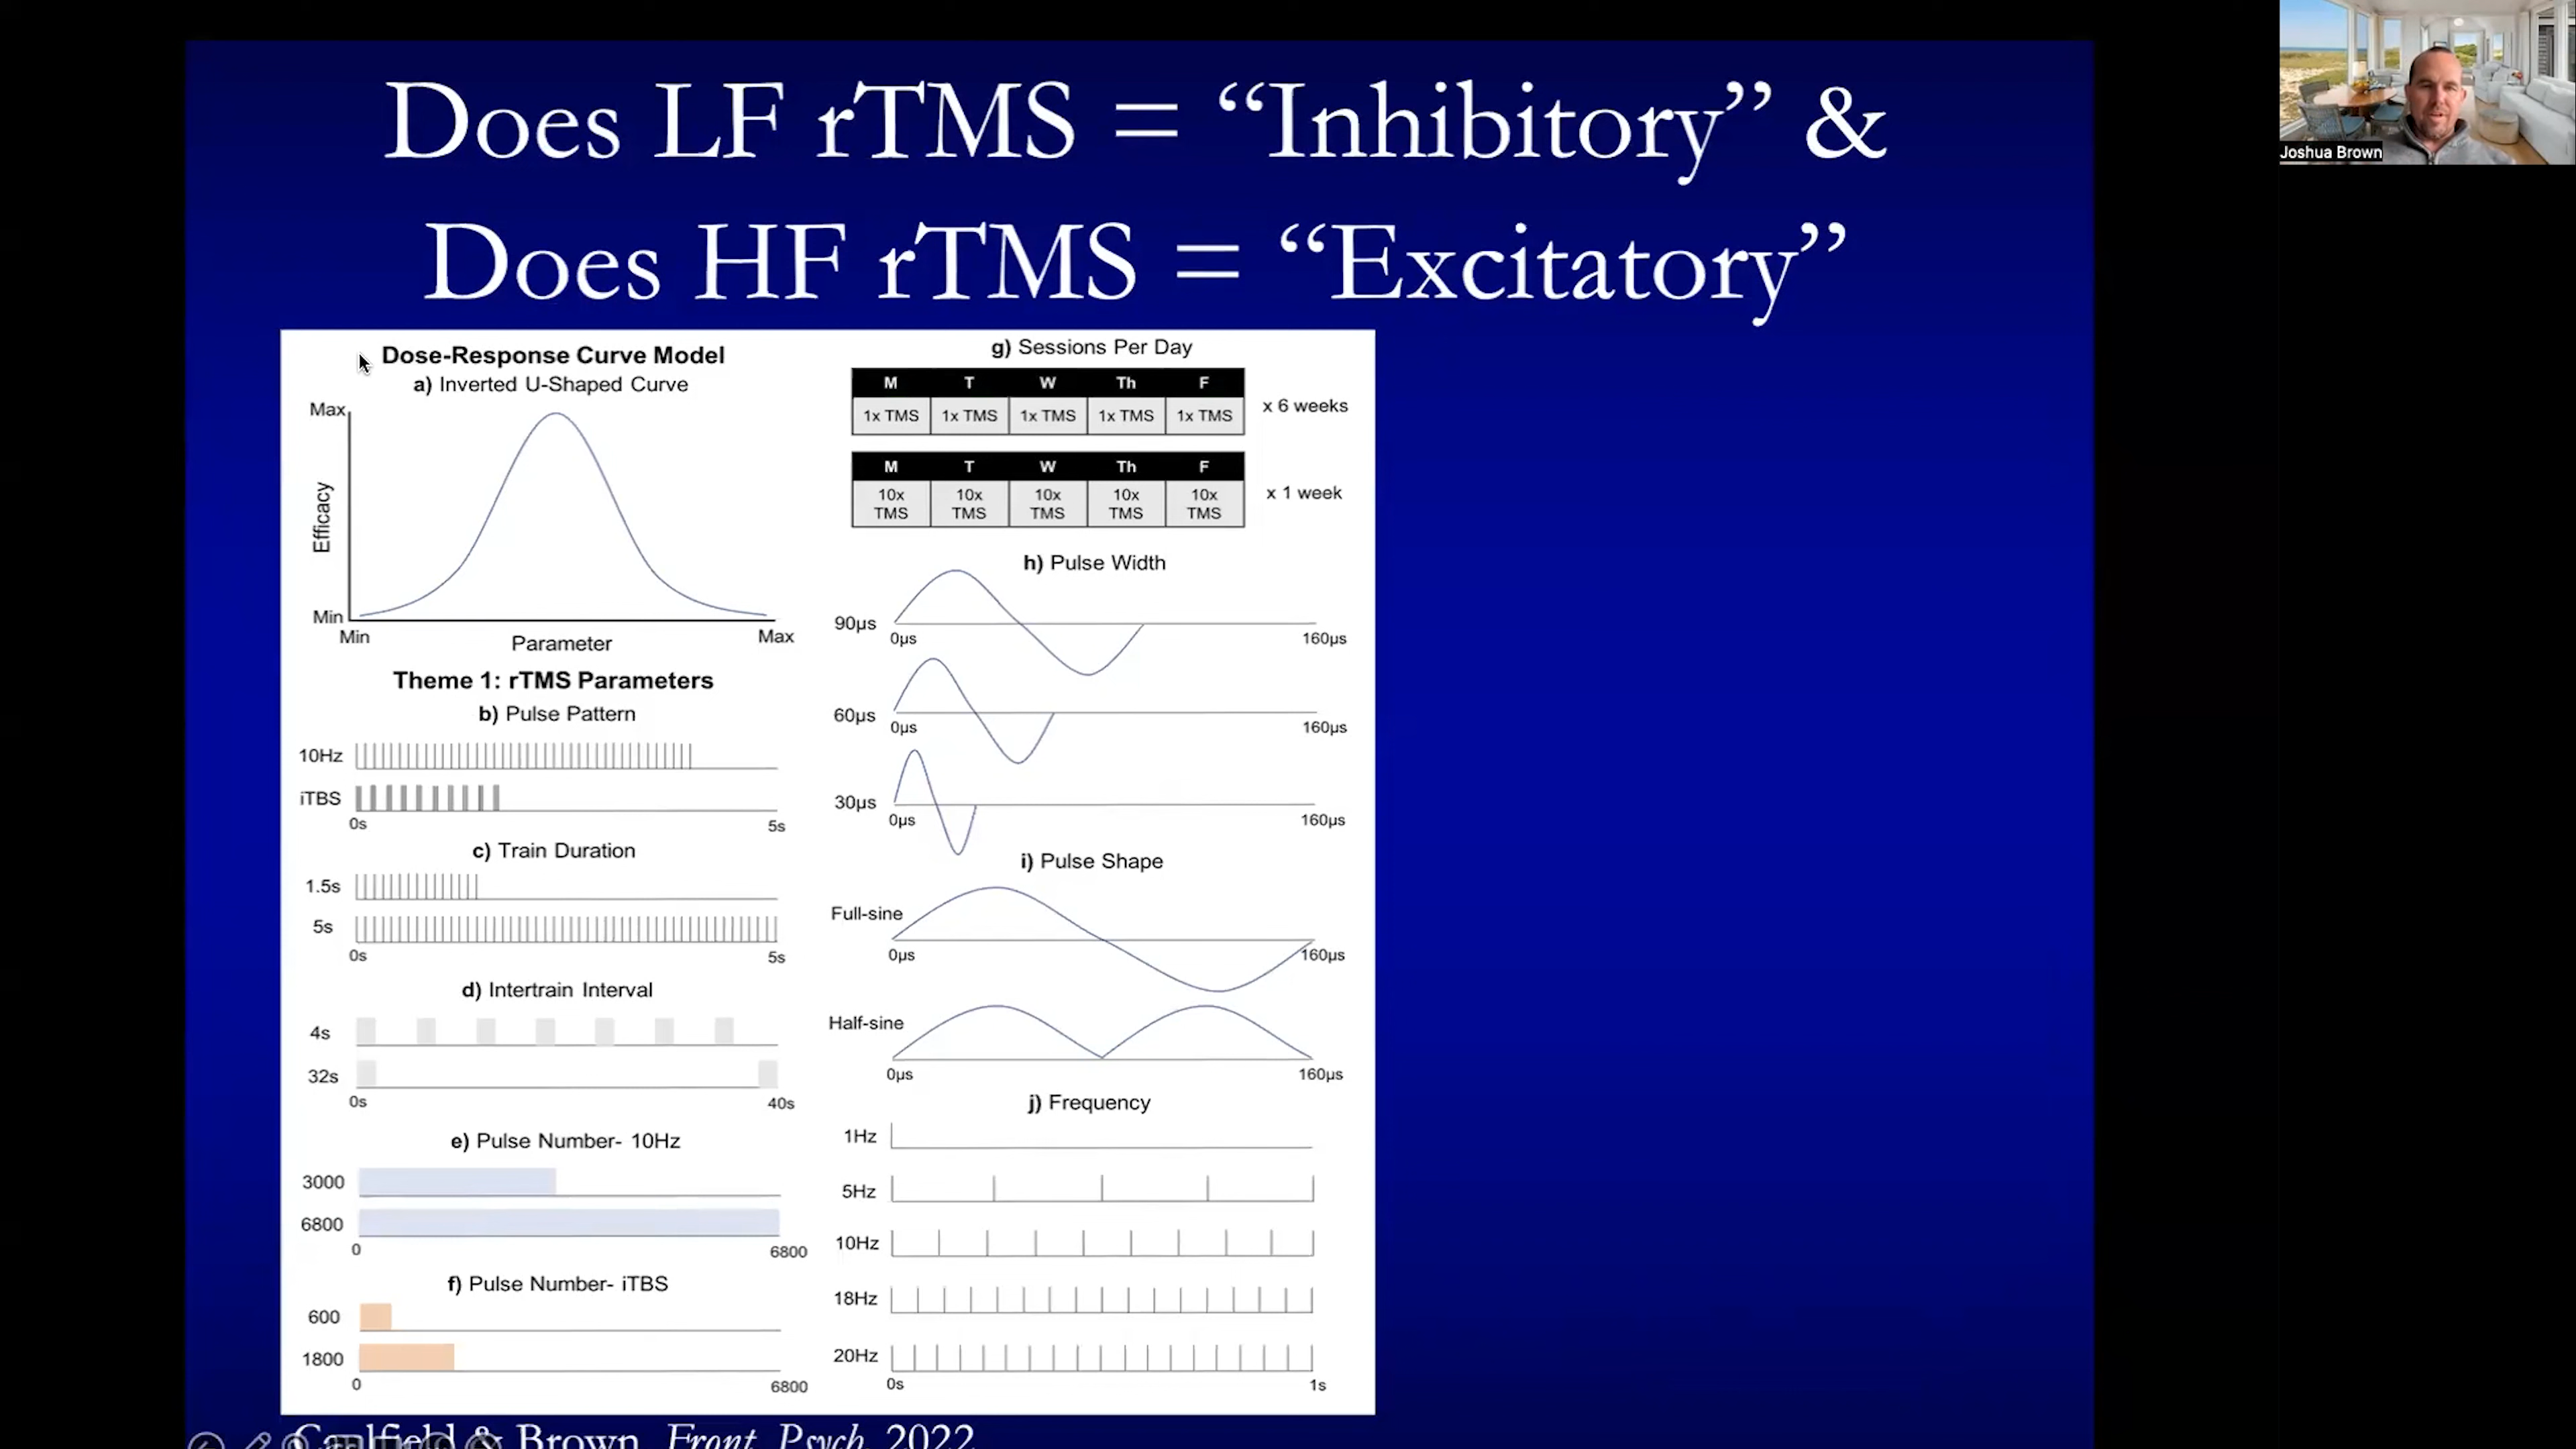 Does LF rTMS = “Inhibitory” &
Does HF rTMS = “Excitatory”
Joshua Brown
Dose-Response Curve Model
a) Inverted U-Shaped Curve
Max
Efficacy
Min
Min
Parameter
Max
Theme 1: rTMS Parameters
b) Pulse Pattern
10Hz
iTBS
0s
5s
c) Train Duration
1.5s
5s
0s
5s
d) Intertrain Interval
4s
32s
0s
40s
e) Pulse Number- 10Hz
3000
6800
0
6800
f) Pulse Number- iTBS
600
1800
0
6800
g) Sessions Per Day
M T W Th F
1x TMS 1x TMS 1x TMS 1x TMS 1x TMS
x 6 weeks
M T W Th F
10x 10x 10x 10x 10x
TMS TMS TMS TMS TMS
x 1 week
h) Pulse Width
90µs
0µs
160µs
60µs
0µs
160µs
30µs
0µs
160µs
i) Pulse Shape
Full-sine
0µs
160µs
Half-sine
0µs
160µs
j) Frequency
1Hz
5Hz
10Hz
18Hz
20Hz
0s
1s
Caulfield & Brown, Front. Psych. 2022